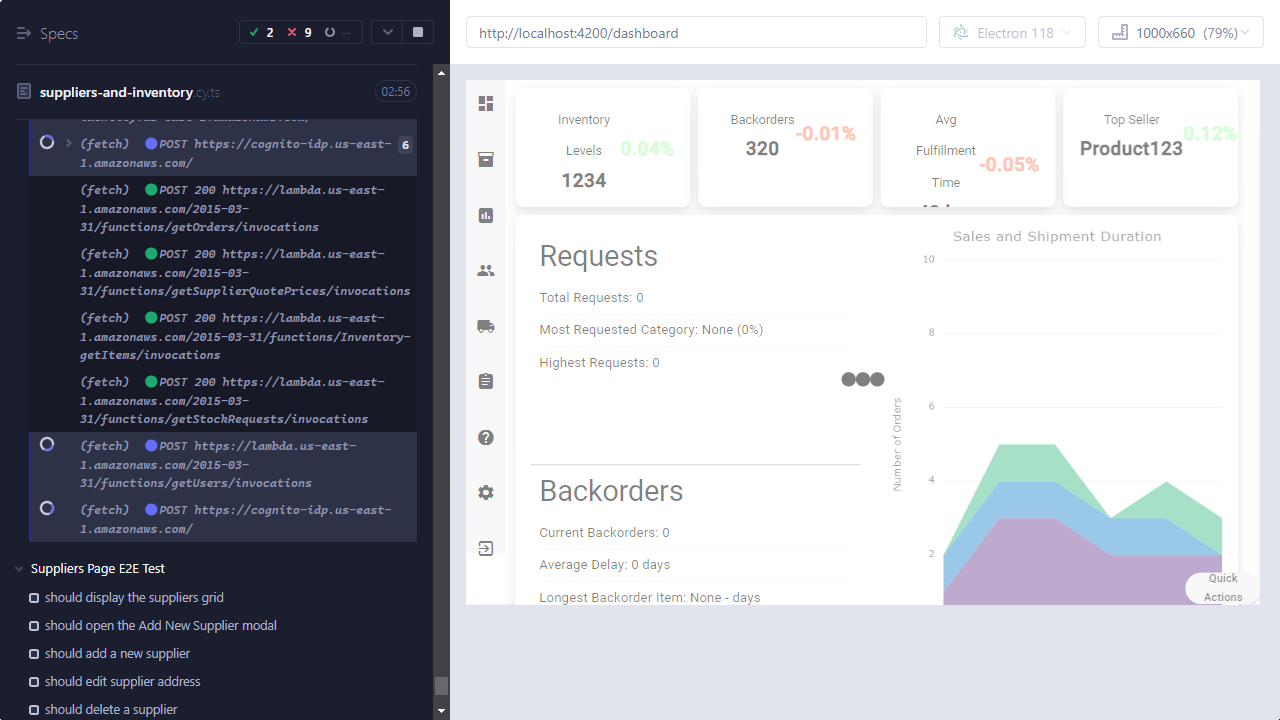 Specs
2
9
--
http://localhost:4200/dashboard
Electron 118
1000x660 (79%)
suppliers-and-inventory.cy.ts
02:56
(fetch) POST https://cognito-idp.us-east-
1.amazonaws.com/
6
(fetch) POST 200 https://lambda.us-east-
1.amazonaws.com/2015-03-
31/functions/getOrders/invocations
(fetch) POST 200 https://lambda.us-east-
1.amazonaws.com/2015-03-
31/functions/getSupplierQuotePrices/invocations
(fetch) POST 200 https://lambda.us-east-
1.amazonaws.com/2015-03-31/functions/Inventory-
getItems/invocations
(fetch) POST 200 https://lambda.us-east-
1.amazonaws.com/2015-03-
31/functions/getStockRequests/invocations
(fetch) POST https://lambda.us-east-
1.amazonaws.com/2015-03-
31/functions/getUsers/invocations
(fetch) POST https://cognito-idp.us-east-
1.amazonaws.com/
Suppliers Page E2E Test
should display the suppliers grid
should open the Add New Supplier modal
should add a new supplier
should edit supplier address
should delete a supplier
Inventory
Levels
0.04%
1234
Backorders
-0.01%
320
Avg
Fulfillment
-0.05%
Time
Top Seller
0.12%
Product123
Requests
Total Requests: 0
Most Requested Category: None (0%)
Highest Requests: 0
Backorders
Current Backorders: 0
Average Delay: 0 days
Longest Backorder Item: None - days
Sales and Shipment Duration
10
8
6
4
2
Number of Orders
Quick
Actions